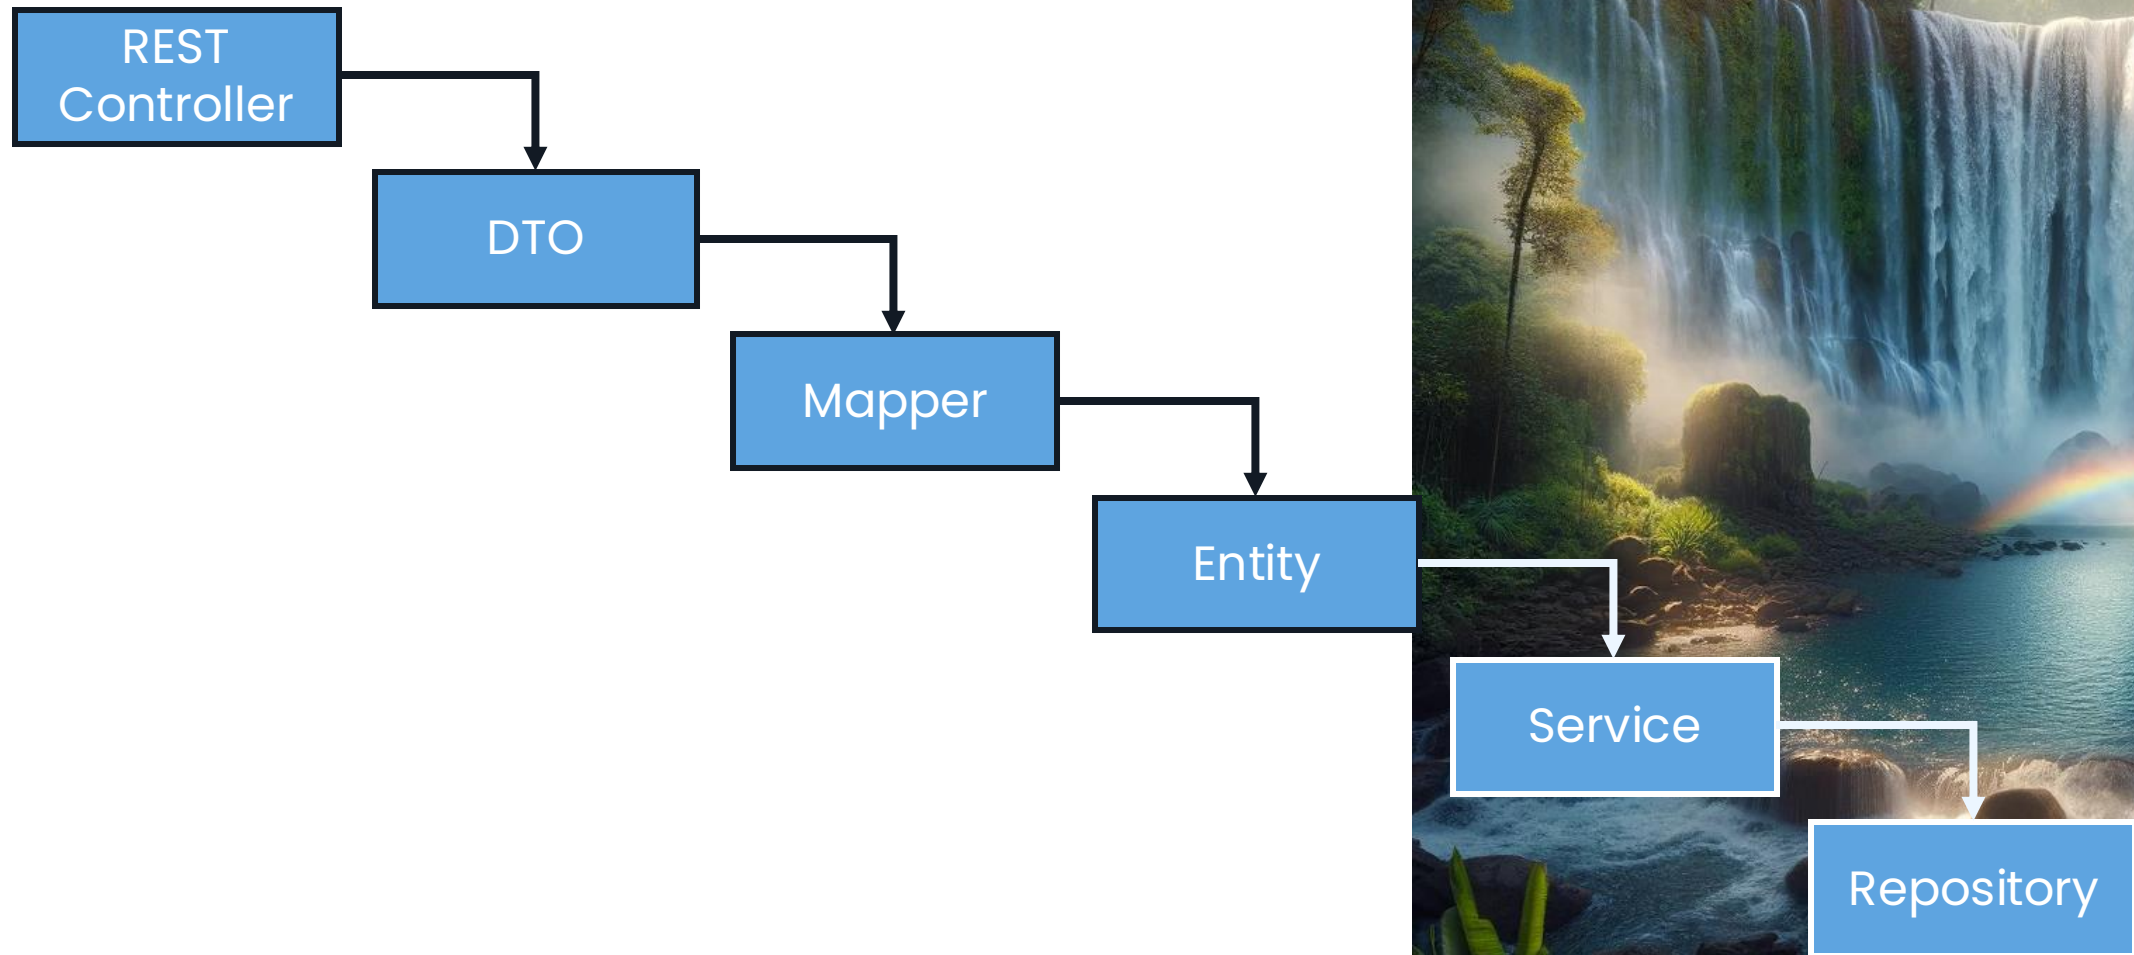 REST
Controller
DTO
Mapper
Entity
Service
Repository